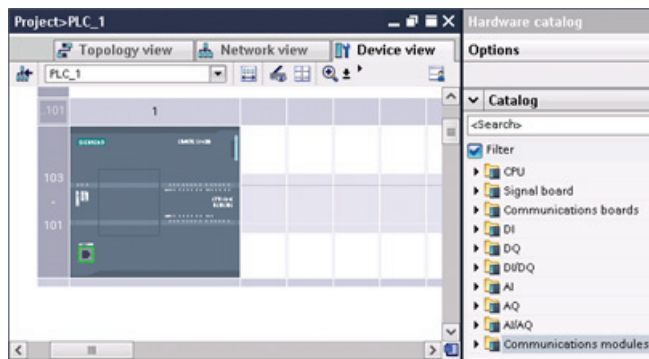 Project>PLC_1
Topology view
Network view
Device view
PLC_1
101
1
SIEMENS
103
101
Hardware catalog
Options
Catalog
<Search>
Filter
CPU
Signal board
Communications boards
DI
DQ
DI/DQ
AI
AQ
AI/AQ
Communications modules